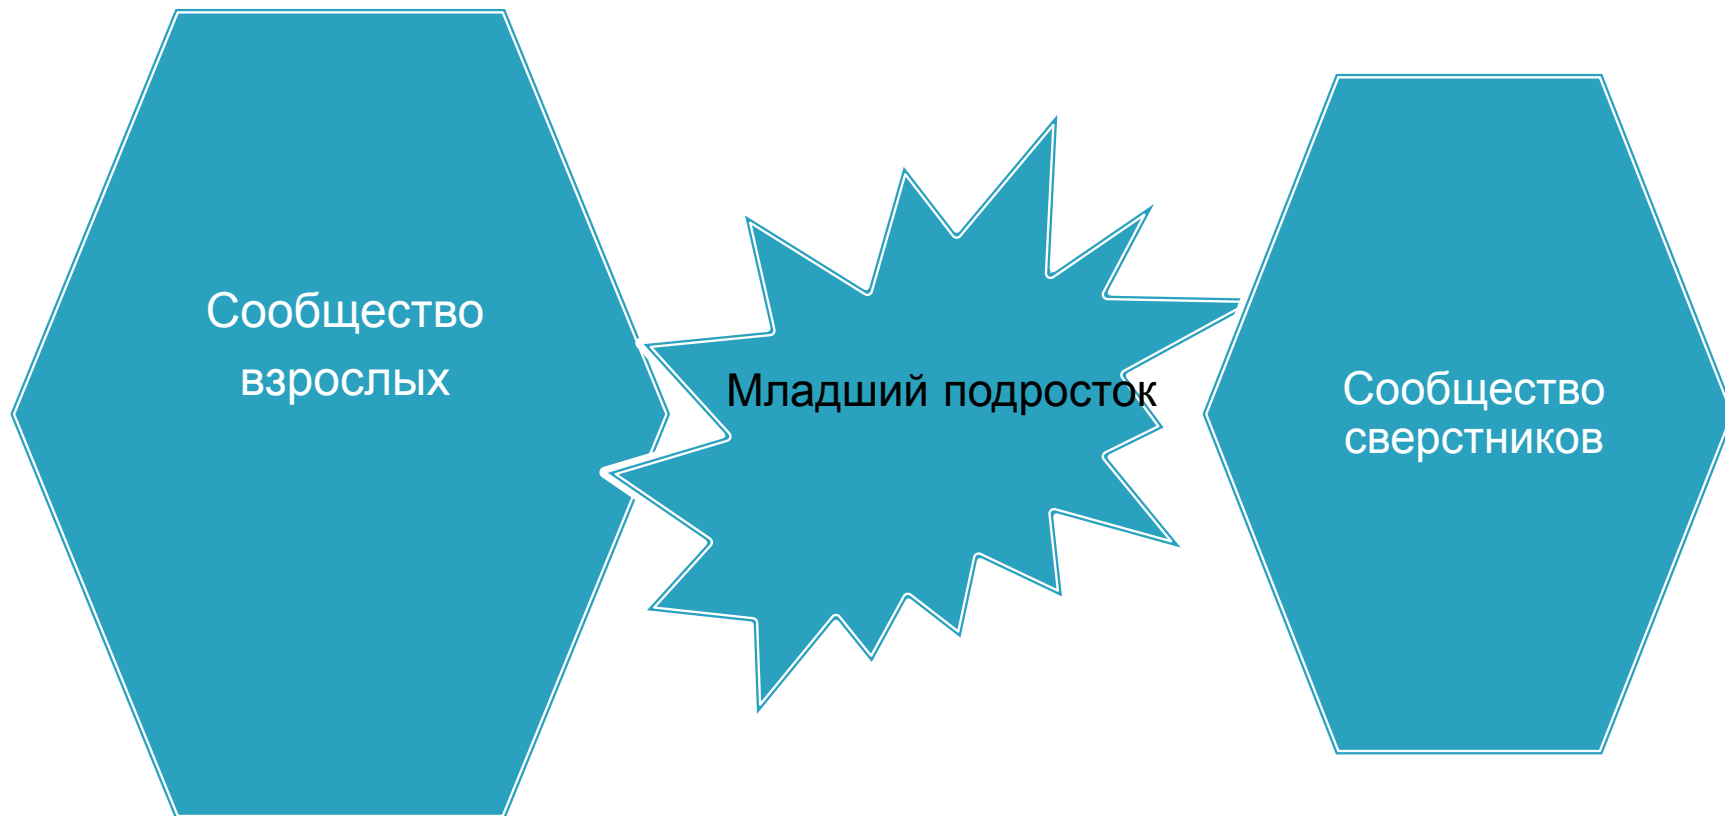 Сообщество
взрослых
Младший подросток
Сообщество
сверстников